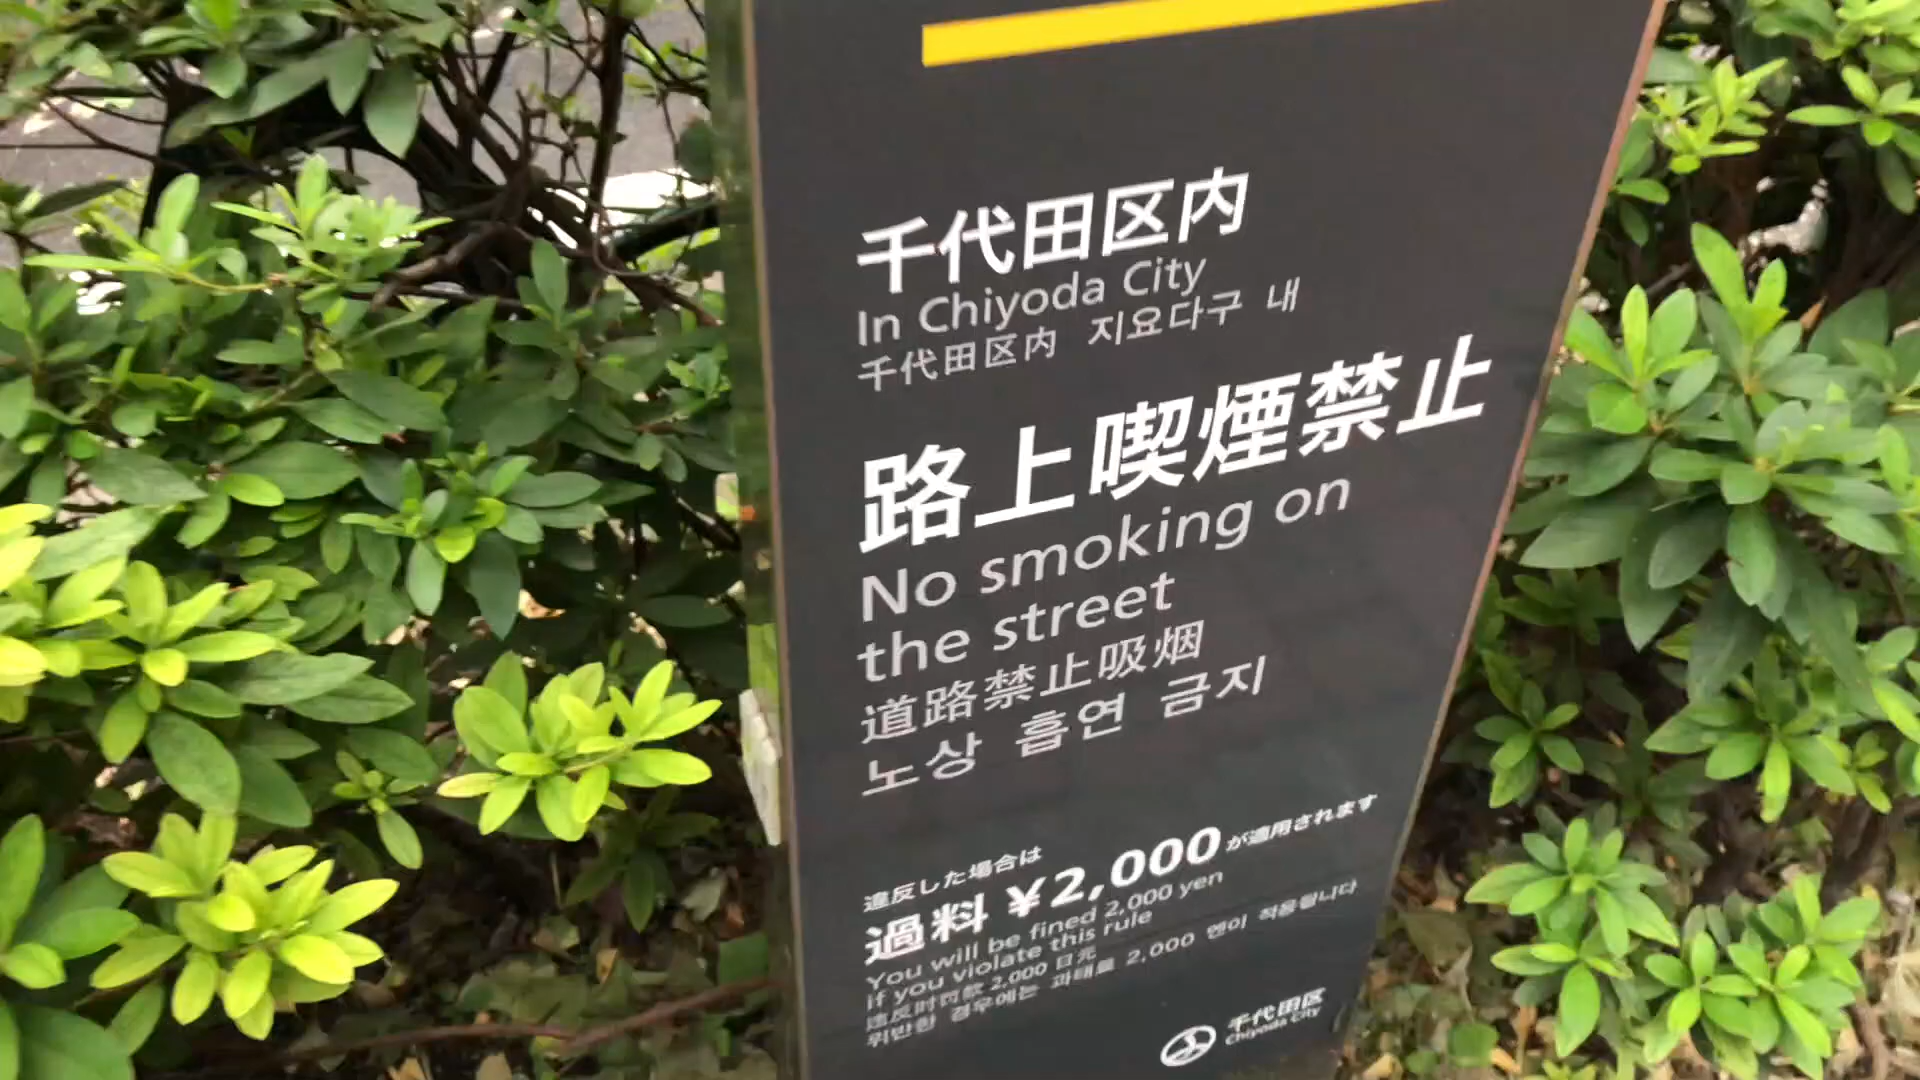 千代田区内
In Chiyoda City
千代田区内 지요다구 내
路上喫煙禁止
No smoking on
the street
道路禁止吸烟
노상 흡연 금지
違反した場合は
過料 ¥2,000が適用されます
You will be fined 2,000 yen
if you violate this rule
违反时罚款 2,000 日元
위반한 경우에는 과태료 2,000 엔이 적용됩니다
千代田区
Chiyoda City